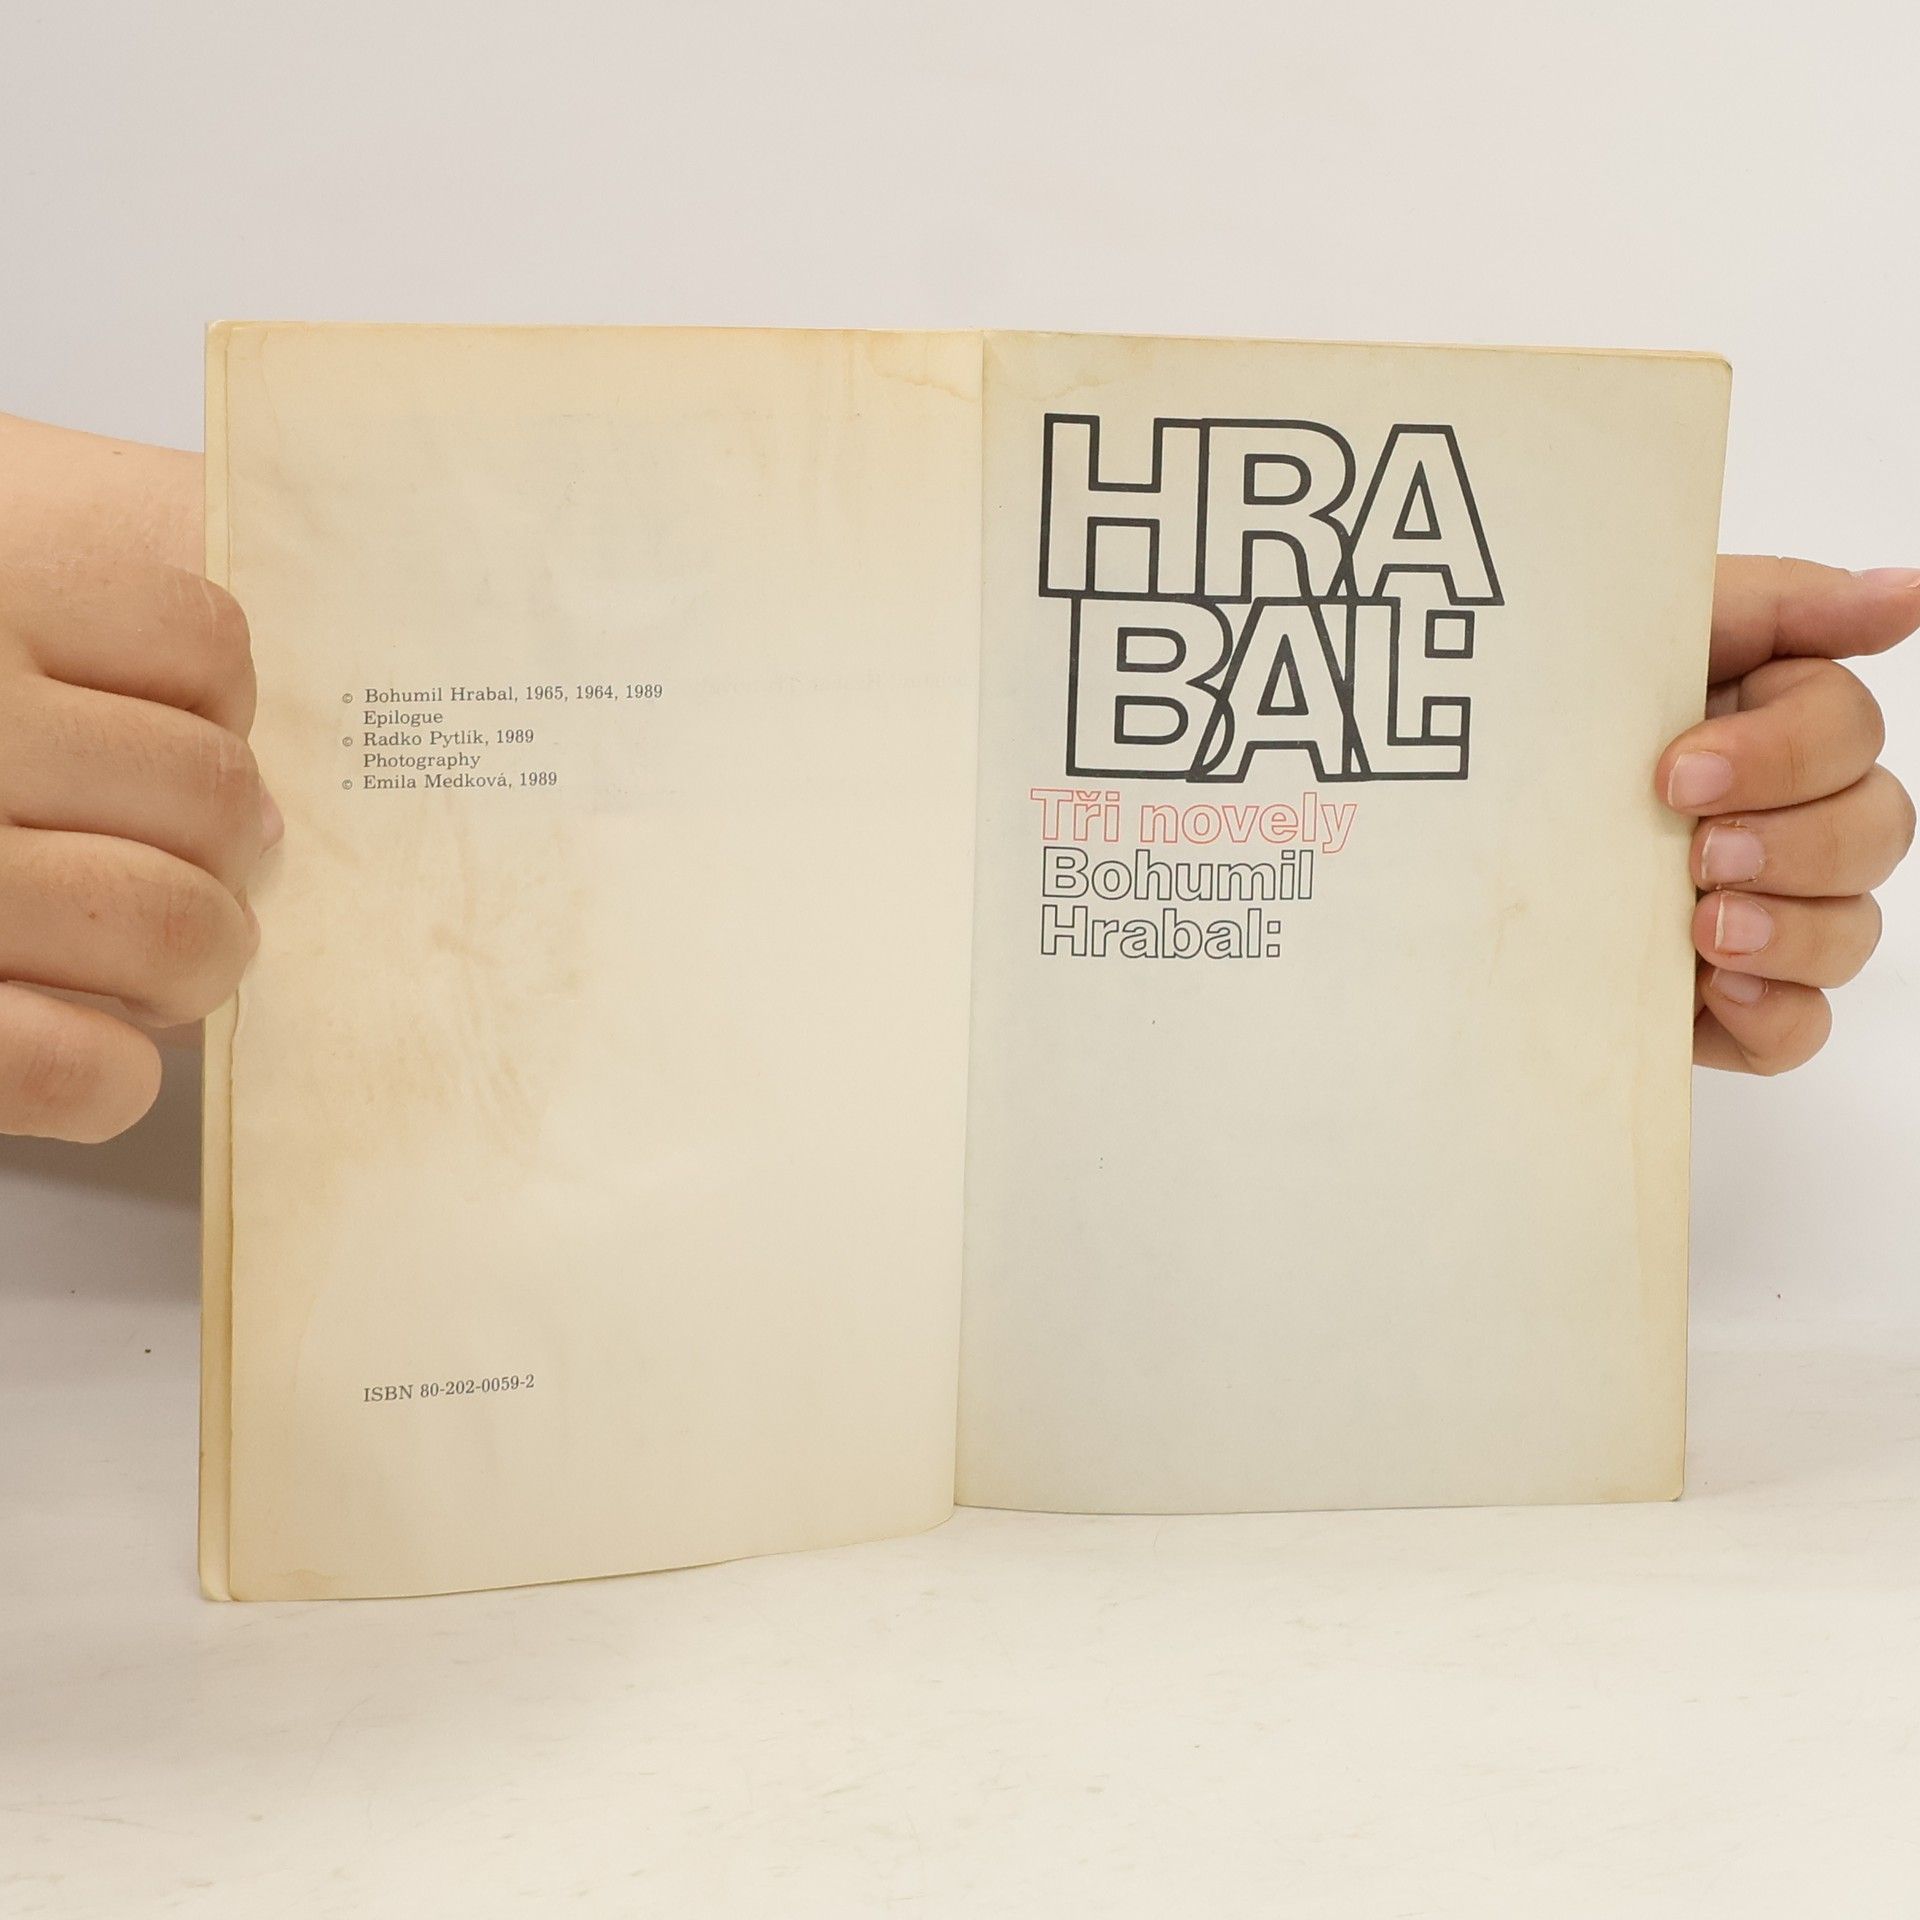 © Bohumil Hrabal, 1965, 1964, 1989
Epilogue
© Radko Pytlík, 1989
Photography
© Emila Medková, 1989
ISBN 80-202-0059-2
HRA
BAL:
Tři novely
Bohumil
Hrabal: